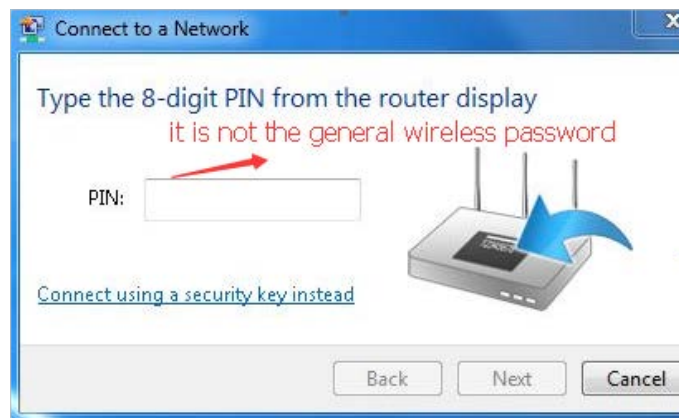 Connect to a Network
X
Type the 8-digit PIN from the router display
it is not the general wireless password
PIN:
Connect using a security key instead
Back
Next
Cancel